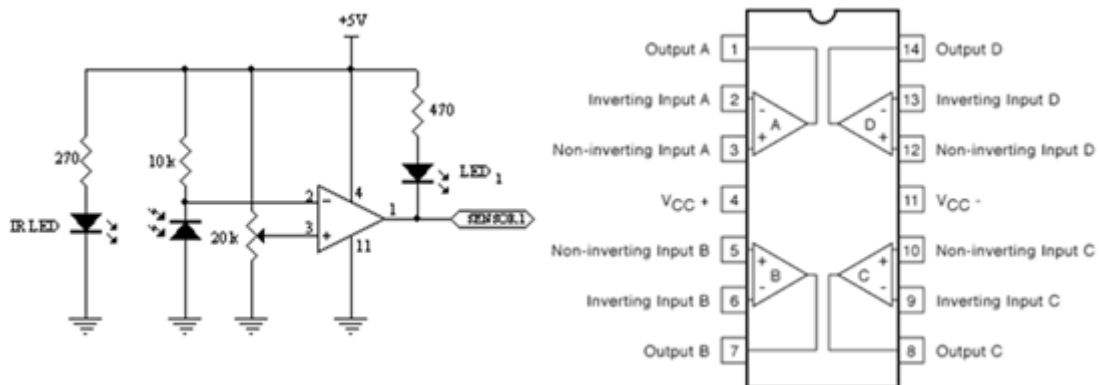 +5V
470
270
10k
LED1
IR LED
20k
2
-
4
1
SENSOR.1
3
+
11
Output A 1 14 Output D
Inverting Input A 2 - A - 13 Inverting Input D
Non-inverting Input A 3 + D + 12 Non-inverting Input D
VCC + 4 11 VCC -
Non-inverting Input B 5 + B + 10 Non-inverting Input C
Inverting Input B 6 - C - 9 Inverting Input C
Output B 7 8 Output C